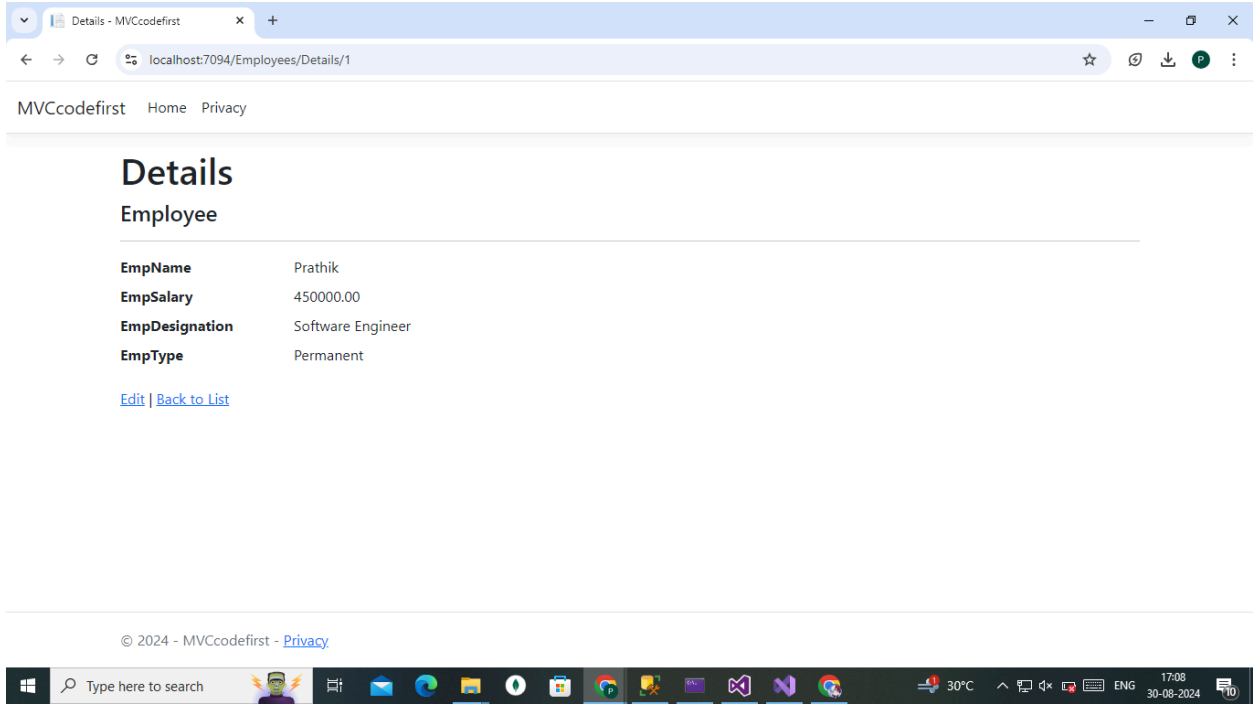 Details - MVCcodefirst
localhost:7094/Employees/Details/1
P
MVCcodefirst Home Privacy
Details
Employee
EmpName Prathik
EmpSalary 450000.00
EmpDesignation Software Engineer
EmpType Permanent
Edit | Back to List
© 2024 - MVCcodefirst - Privacy
Type here to search
30°C
ENG
17:08
30-08-2024
10